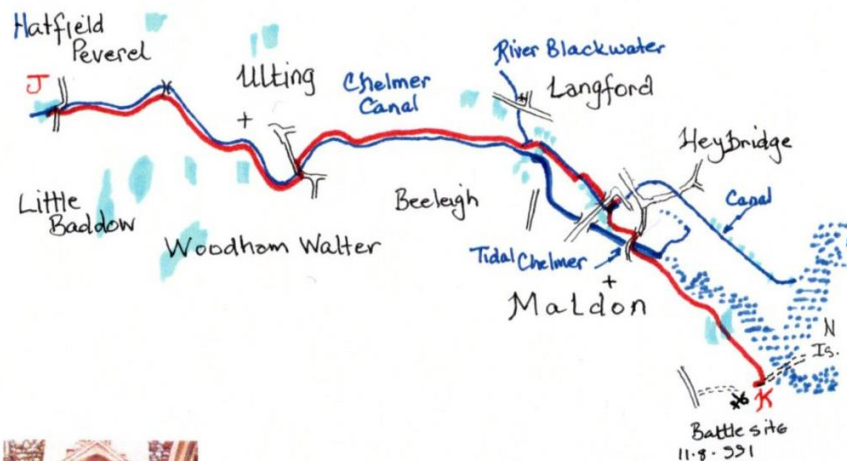 Hatfield
Peverel
J
Ulting
Chelmer
Canal
River Blackwater
Langford
Heybridge
Canal
Little
Baddow
Woodham Walter
Beeleigh
Tidal Chelmer
Maldon
N
Is.
K
Battle site
11.8.991